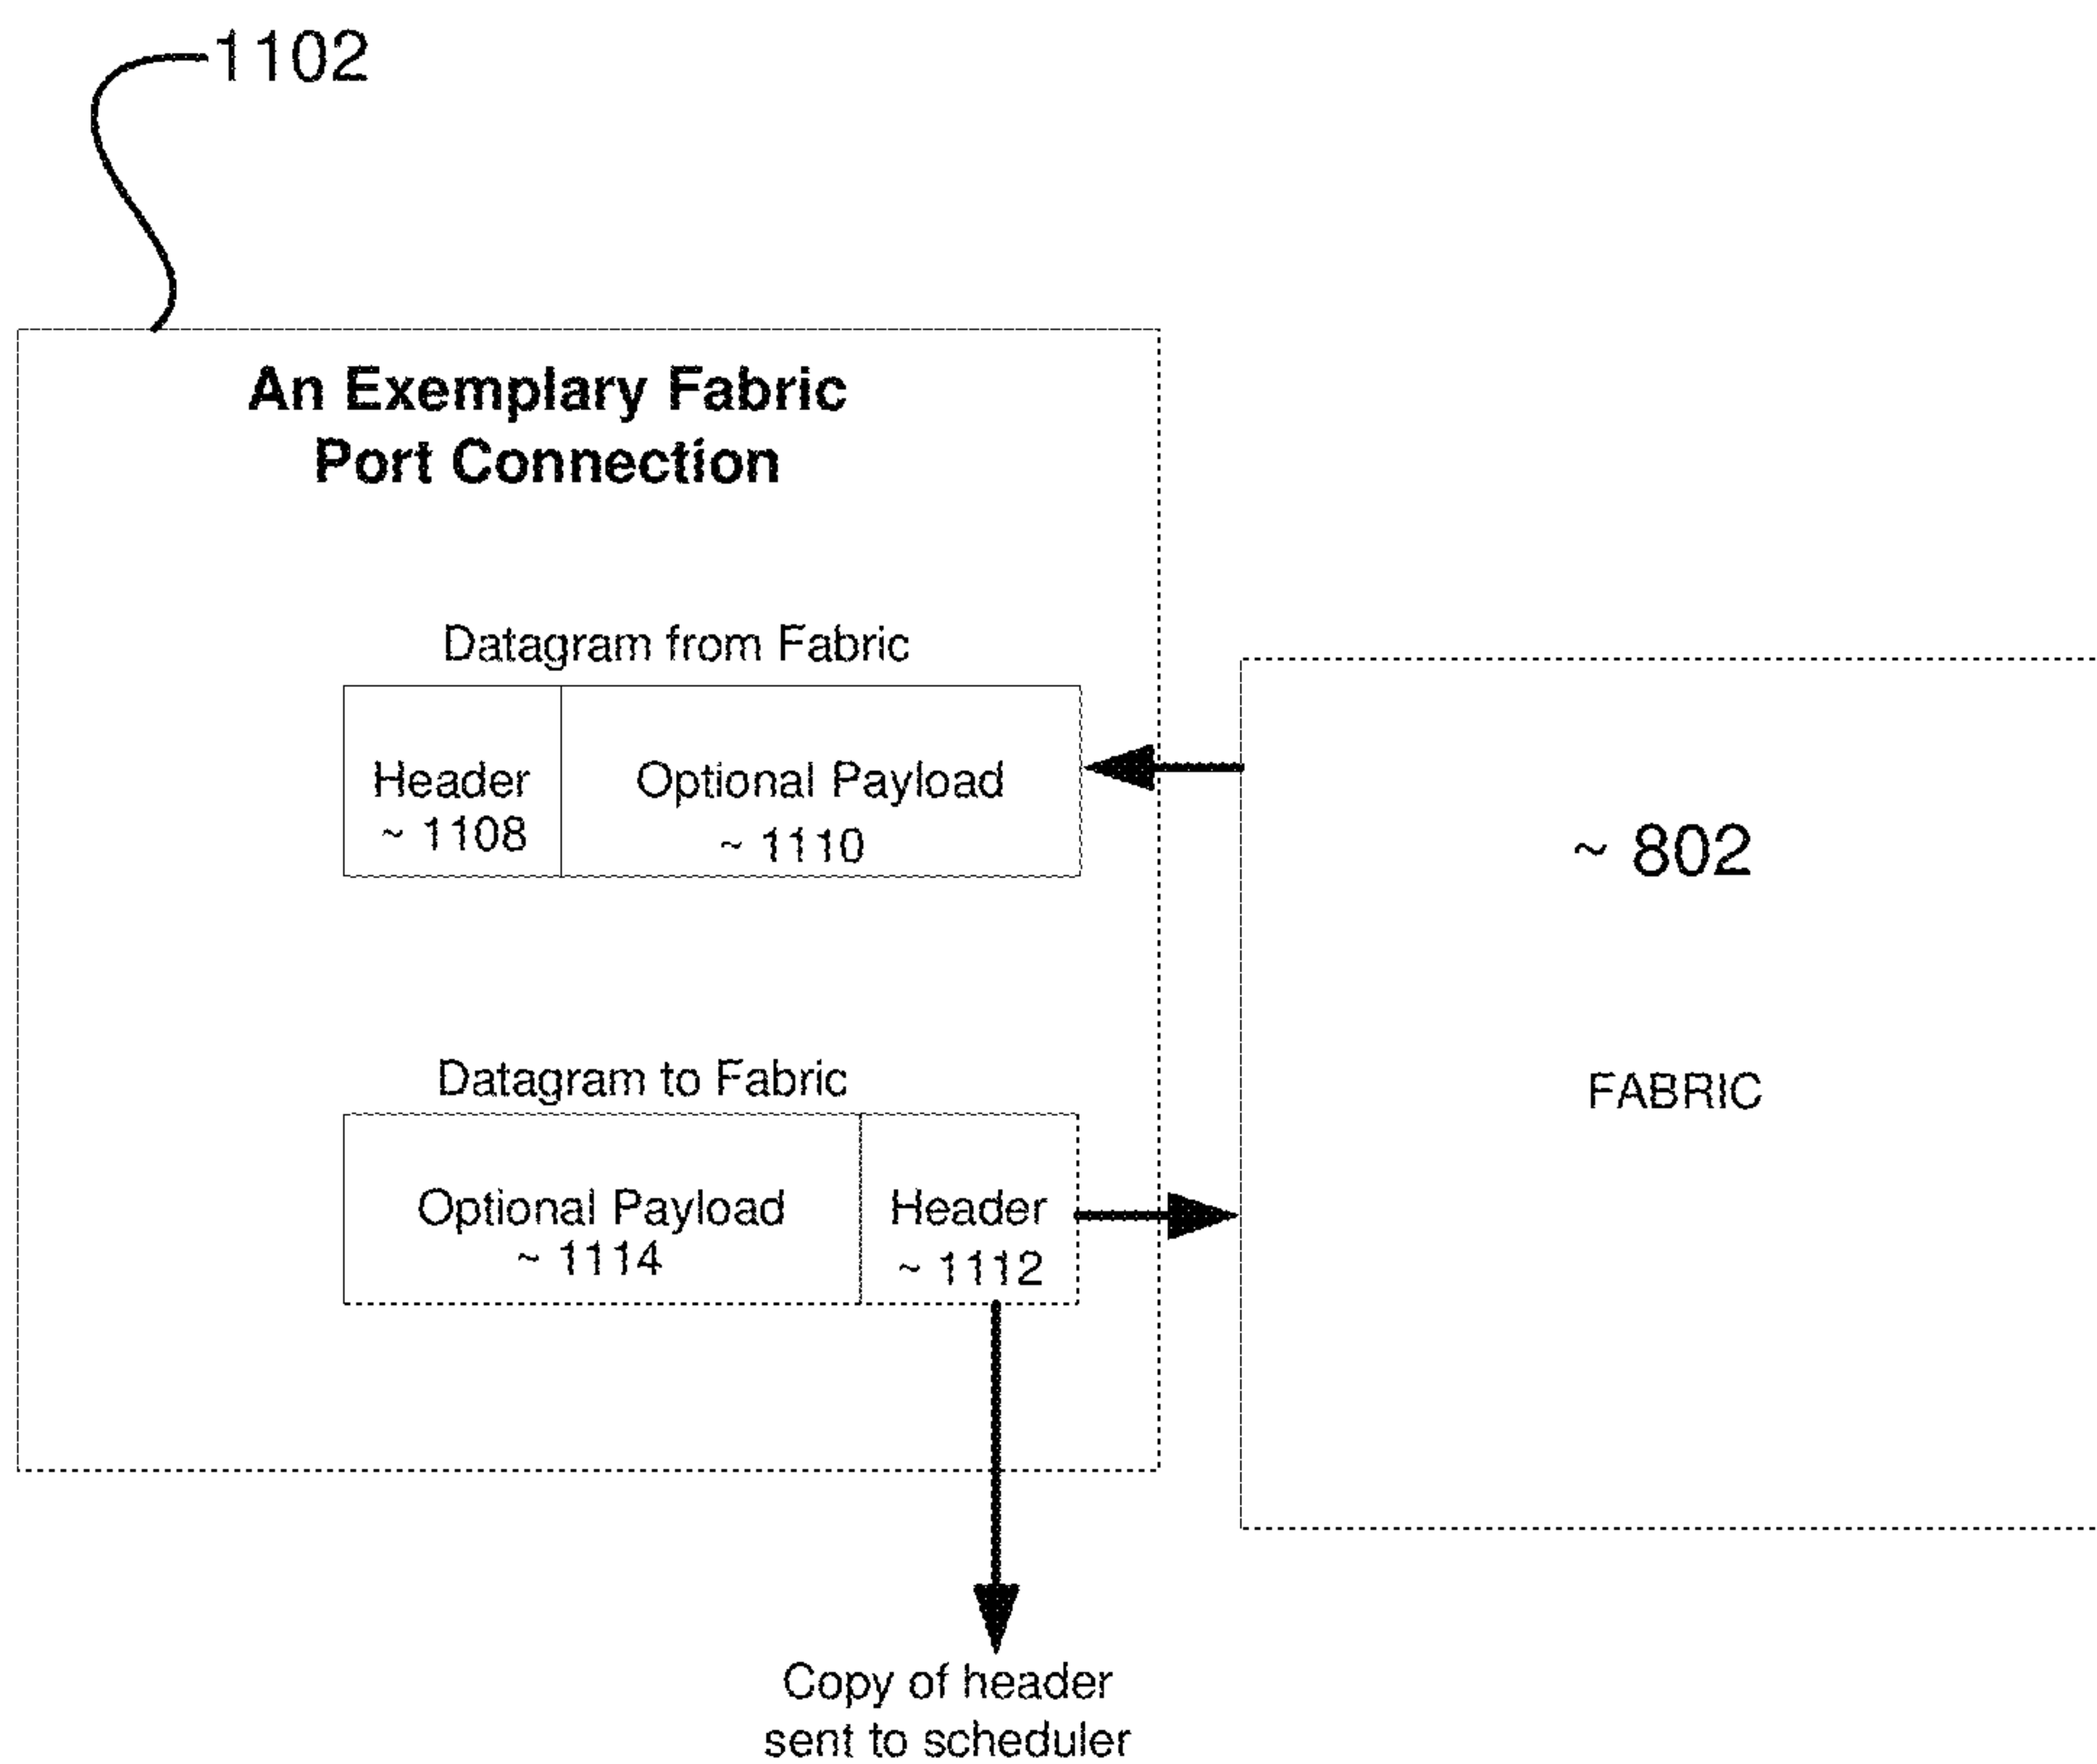 1102
An Exemplary Fabric
Port Connection
Datagram from Fabric
Header
~ 1108
Optional Payload
~ 1110
~ 802
FABRIC
Datagram to Fabric
Optional Payload
~ 1114
Header
~ 1112
Copy of header
sent to scheduler